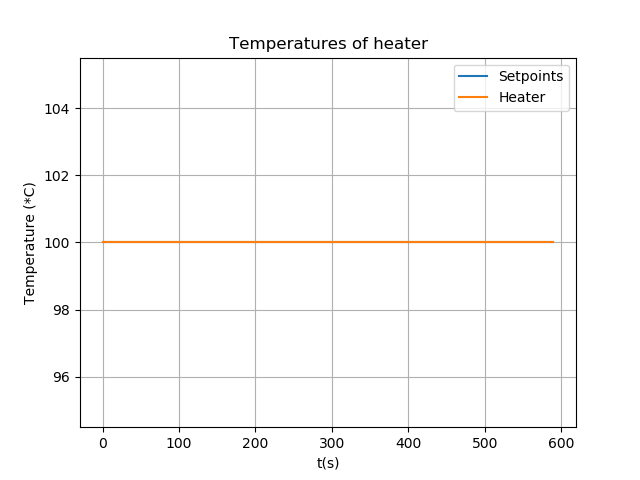 Temperatures of heater
Setpoints
Heater
104
102
100
98
96
Temperature (*C)
0 100 200 300 400 500 600
t(s)